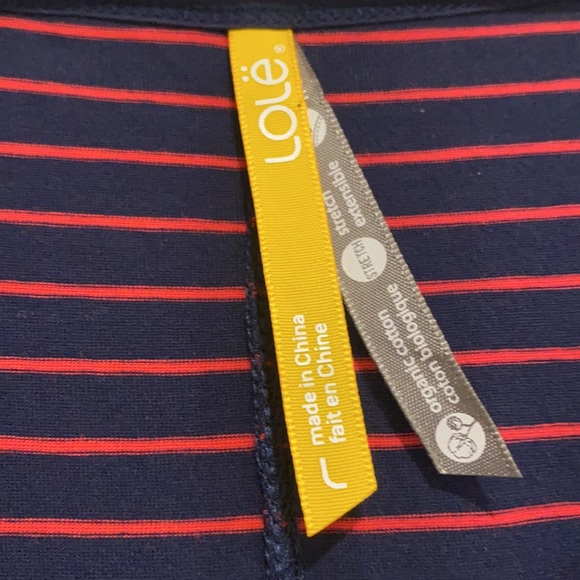 LOLË®
made in China
fait en Chine
stretch
extensible
STRETCH
organic cotton
coton biologique